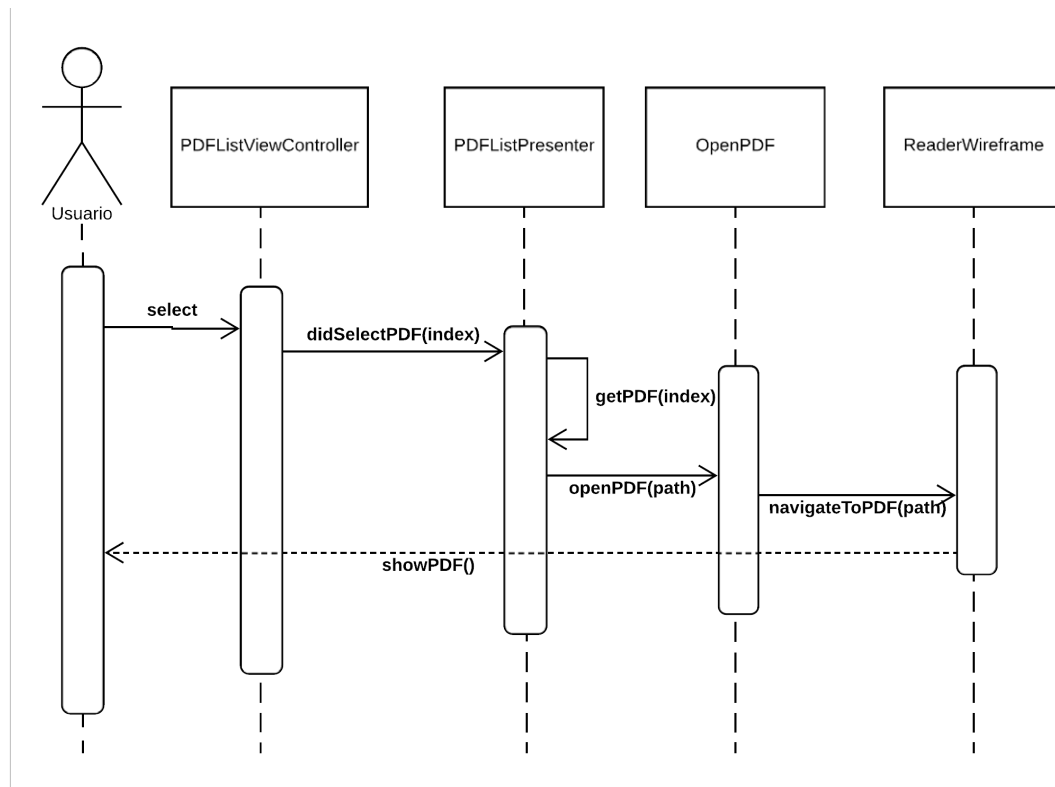 PDFListViewController
PDFListPresenter
OpenPDF
ReaderWireframe
Usuario
select
didSelectPDF(index)
getPDF(index)
openPDF(path)
navigateToPDF(path)
showPDF()